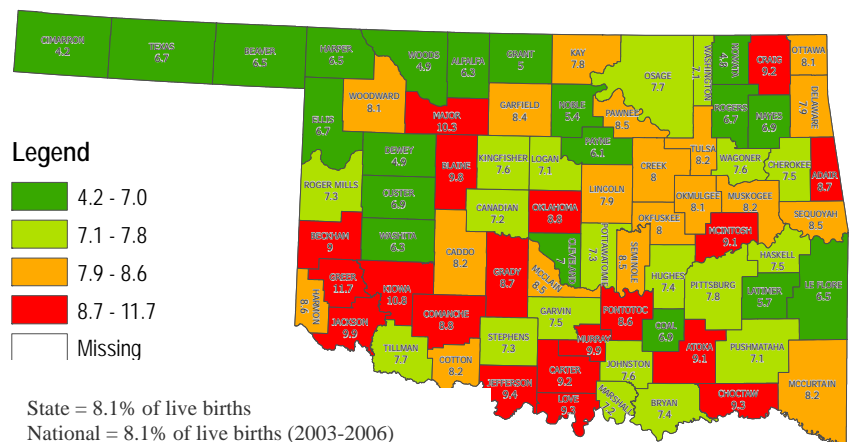 CIMARRON
4.2
TEXAS
6.7
BEAVER
6.5
HARPER
6.5
WOODS
4.9
ALFALFA
6.3
GRANT
5
KAY
7.8
OSAGE
7.7
WASHINGTON
7.1
NOWATA
4.8
CRAIG
9.2
OTTAWA
8.1
WOODWARD
8.1
MAJOR
10.3
GARFIELD
8.4
NOBLE
5.4
PAWNEE
8.5
ROGERS
6.7
MAYES
6.9
DELAWARE
7.9
ELLIS
6.7
DEWEY
4.9
BLAINE
9.8
KINGFISHER
7.6
LOGAN
7.1
PAYNE
6.1
CREEK
8
TULSA
8.2
WAGONER
7.6
CHEROKEE
7.5
ADAIR
8.7
Legend
4.2 - 7.0
7.1 - 7.8
7.9 - 8.6
8.7 - 11.7
Missing
ROGER MILLS
7.3
CUSTER
6.9
CANADIAN
7.2
OKLAHOMA
8.8
LINCOLN
7.9
OKFUSKEE
8
OKMULGEE
8.1
MUSKOGEE
8.2
SEQUOYAH
8.5
BECKHAM
9
WASHITA
6.3
CADDO
8.2
GRADY
8.7
MCCLAIN
8.5
CLEVELAND
7
POTTAWATOMIE
7.3
SEMINOLE
8.5
HUGHES
7.4
MCINTOSH
9.1
HASKELL
7.5
PITTSBURG
7.8
LATIMER
5.7
LE FLORE
6.5
GREER
11.7
KIOWA
10.8
HARMON
8.6
JACKSON
9.9
COMANCHE
8.8
TILLMAN
7.7
COTTON
8.2
STEPHENS
7.3
GARVIN
7.5
MURRAY
9.9
PONTOTOC
8.6
COAL
6.9
ATOKA
9.1
PUSHMATAHA
7.1
JEFFERSON
9.4
CARTER
9.2
LOVE
9.3
JOHNSTON
7.6
MARSHALL
7.2
BRYAN
7.4
CHOCTAW
9.3
MCCURTAIN
8.2
State = 8.1% of live births
National = 8.1% of live births (2003-2006)